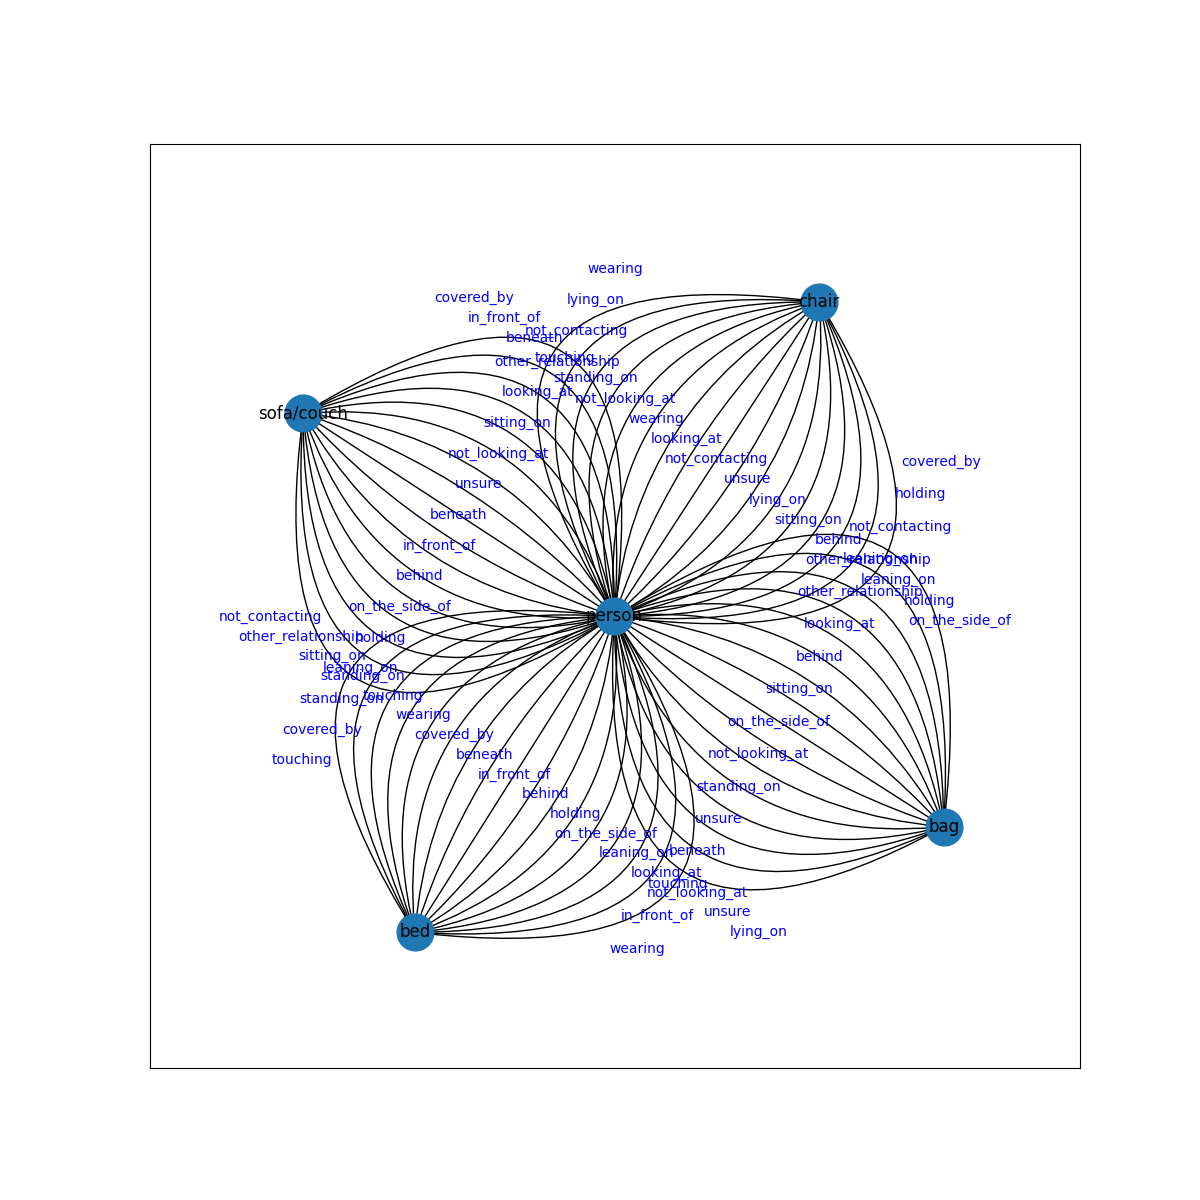 wearing
covered_by
lying_on
chair
in_front_of
not_contacting
beneath
touching
other_relationship
standing_on
looking_at
not_looking_at
sofa/couch
wearing
sitting_on
looking_at
not_looking_at
not_contacting
covered_by
unsure
unsure
holding
lying_on
beneath
sitting_on
not_contacting
behind
in_front_of
other_relationship
leaning_on
behind
leaning_on
other_relationship
holding
on_the_side_of
not_contacting
person
on_the_side_of
looking_at
other_relationship
holding
sitting_on
behind
leaning_on
standing_on
sitting_on
touching
standing_on
wearing
on_the_side_of
covered_by
covered_by
beneath
not_looking_at
touching
in_front_of
standing_on
behind
holding
unsure
bag
on_the_side_of
leaning_on
beneath
looking_at
touching
not_looking_at
unsure
in_front_of
bed
lying_on
wearing